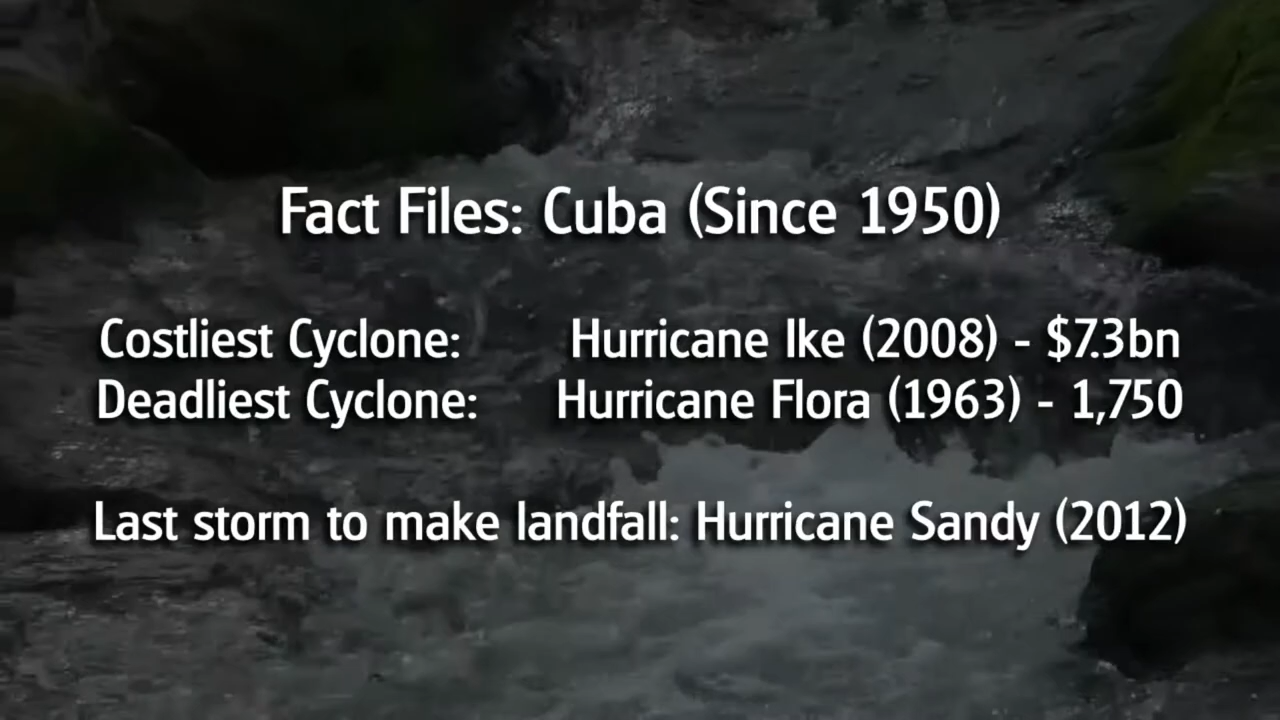 Fact Files: Cuba (Since 1950)
Costliest Cyclone: Hurricane Ike (2008) - $7.3bn
Deadliest Cyclone: Hurricane Flora (1963) - 1,750
Last storm to make landfall: Hurricane Sandy (2012)